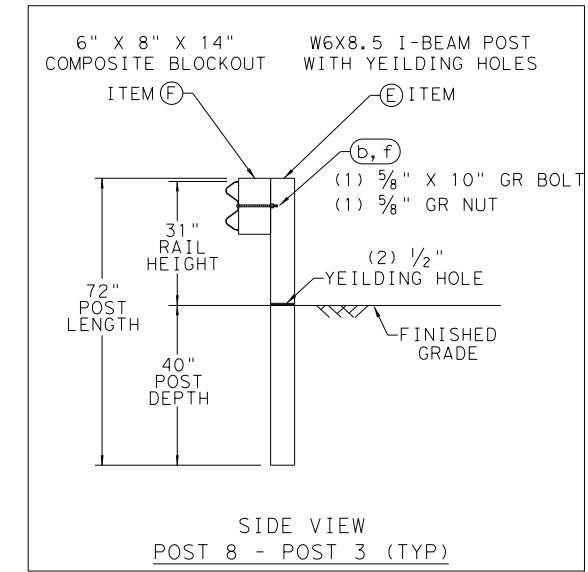 6" X 8" X 14"
COMPOSITE BLOCKOUT
ITEM F
W6X8.5 I-BEAM POST
WITH YEILDING HOLES
E ITEM
b, f
(1) ⅝" X 10" GR BOLT
(1) ⅝" GR NUT
31"
RAIL
HEIGHT
(2) ½"
YEILDING HOLE
72"
POST
LENGTH
FINISHED
GRADE
40"
POST
DEPTH
SIDE VIEW
POST 8 - POST 3 (TYP)